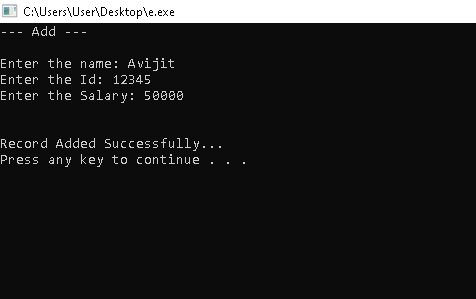 C:\Users\User\Desktop\e.exe
--- Add ---
Enter the name: Avijit
Enter the Id: 12345
Enter the Salary: 50000
Record Added Successfully...
Press any key to continue . . .